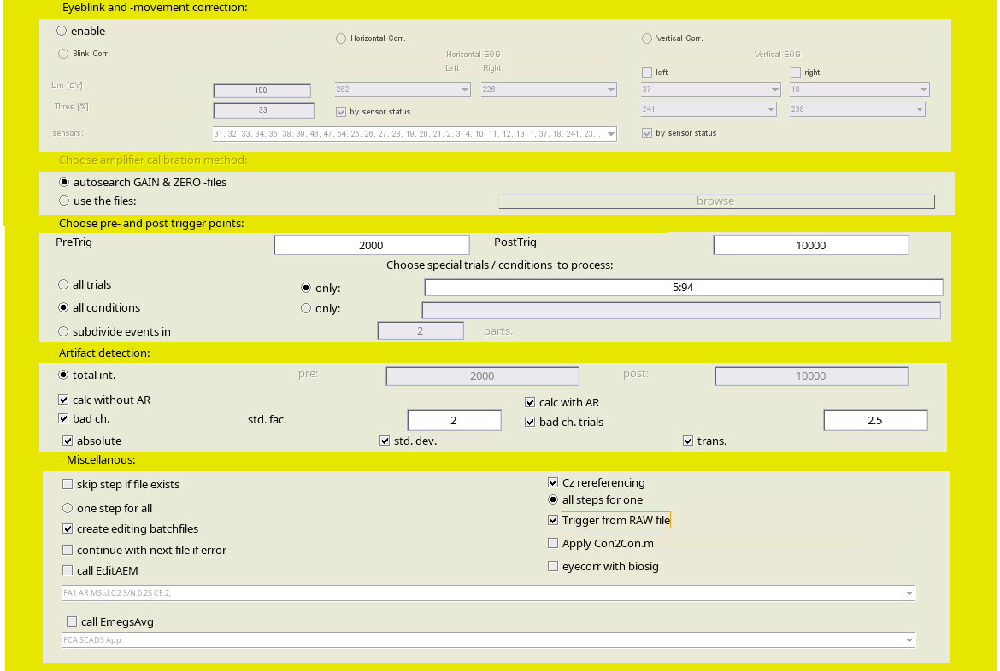 Eyeblink and -movement correction:
enable
Horizontal Corr.
Vertical Corr.
Blink Corr.
Horizontal EOG
Vertical EOG
Left Right
left right
Lim [□V] 100 252 226 37 18
Thres [%] 33 by sensor status 241 238
sensors: 31, 32, 33, 34, 35, 38, 39, 46, 47, 54, 25, 26, 27, 28, 19, 20, 21, 2, 3, 4, 10, 11, 12, 13, 1, 37, 18, 241, 23... by sensor status
Choose amplifier calibration method:
autosearch GAIN & ZERO -files
use the files: browse
Choose pre- and post trigger points:
PreTrig 2000 PostTrig 10000
Choose special trials / conditions to process:
all trials only: 5:94
all conditions only:
subdivide events in 2 parts.
Artifact detection:
total int. pre: 2000 post: 10000
calc without AR calc with AR
bad ch. std. fac. 2 bad ch. trials 2.5
absolute std. dev. trans.
Miscellanous:
skip step if file exists Cz rereferencing
one step for all all steps for one
create editing batchfiles Trigger from RAW file
continue with next file if error Apply Con2Con.m
call EditAEM eyecorr with biosig
FA1 AR MStd:0.2 S/N:0.25 CE:2;
call EmegsAvg
FCA SCADS App